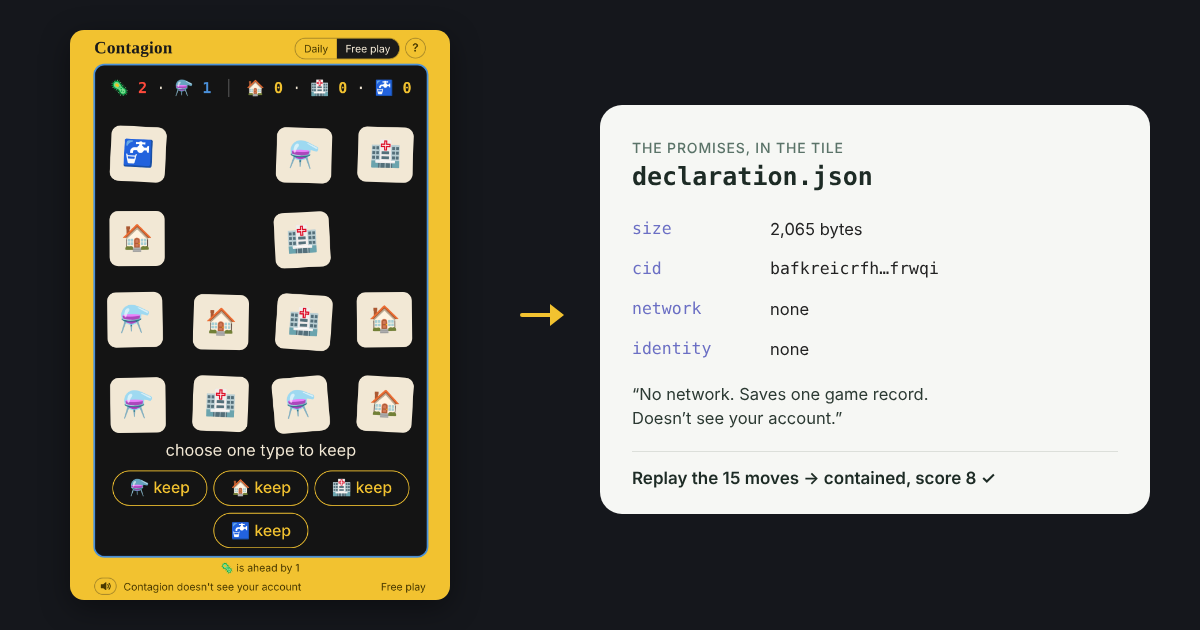 Contagion
Daily
Free play
?
2 · 1 | 0 · 0 · 0
choose one type to keep
keep
keep
keep
keep
is ahead by 1
Contagion doesn't see your account
Free play
THE PROMISES, IN THE TILE
declaration.json
size 2,065 bytes
cid bafkreicrfh…frwqi
network none
identity none
“No network. Saves one game record.
Doesn’t see your account.”
Replay the 15 moves → contained, score 8 ✓